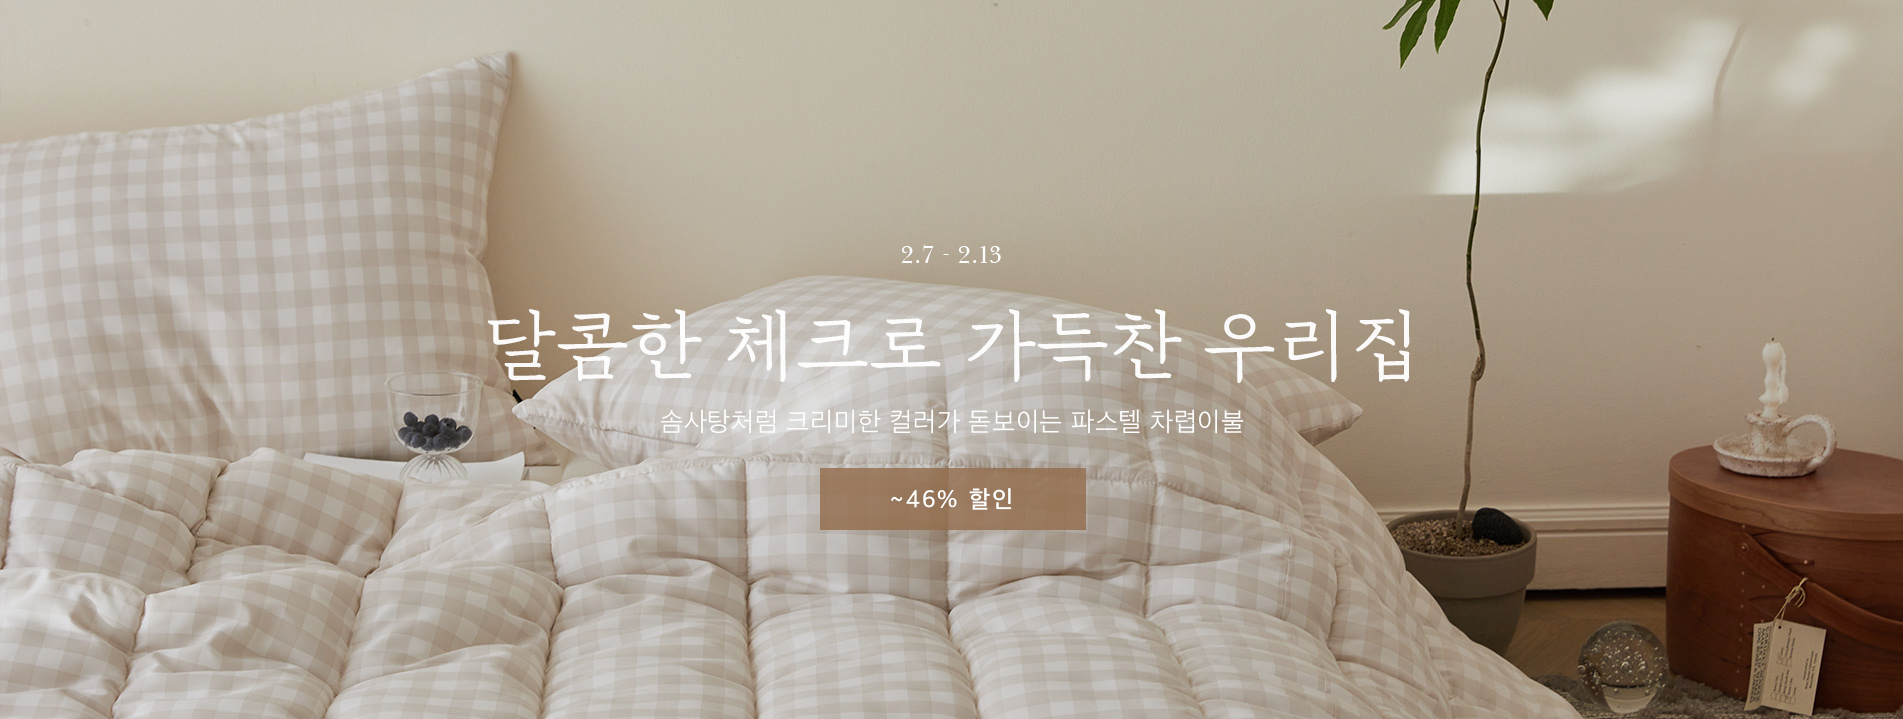 2.7 - 2.13
달콤한 체크로 가득찬 우리집
솜사탕처럼 크리미한 컬러가 돋보이는 파스텔 차렵이불
~46% 할인